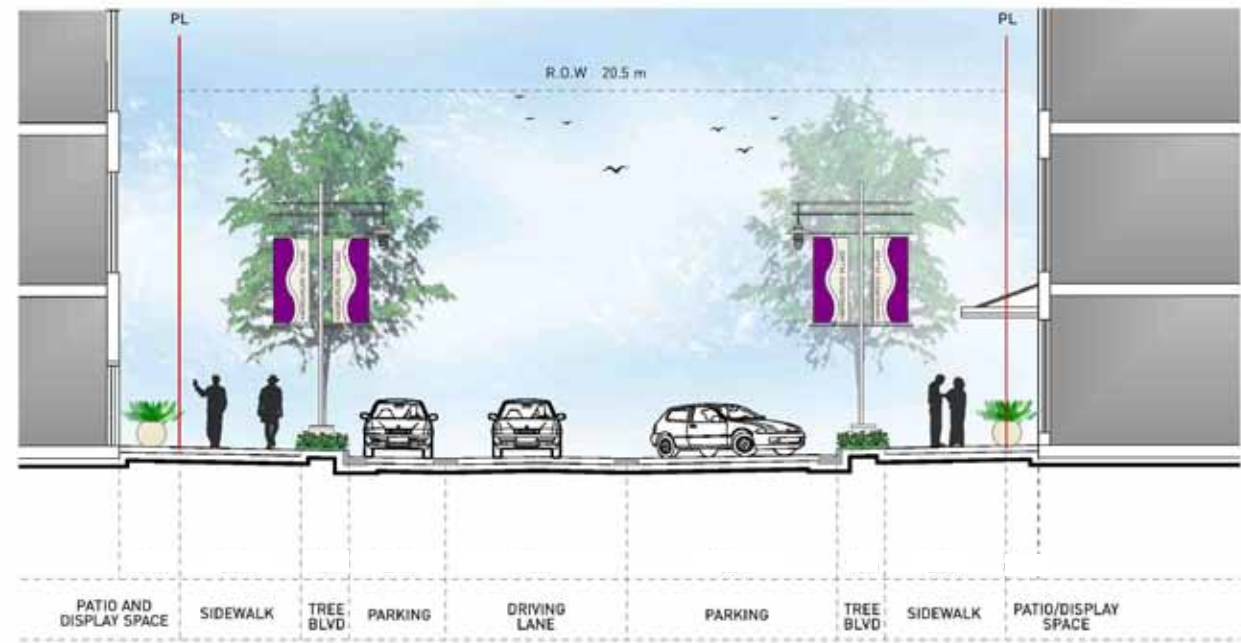 PL
PL
R.O.W 20.5 m
PATIO AND
DISPLAY SPACE
SIDEWALK
TREE
BLVD
PARKING
DRIVING
LANE
PARKING
TREE
BLVD
SIDEWALK
PATIO/DISPLAY
SPACE